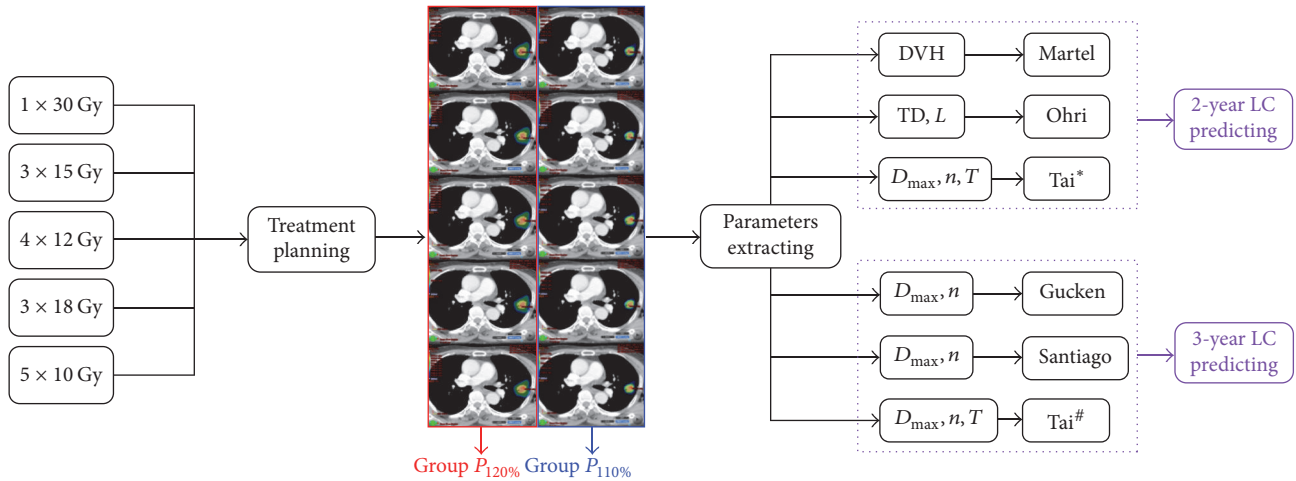 1 × 30 Gy
3 × 15 Gy
4 × 12 Gy
3 × 18 Gy
5 × 10 Gy
Treatment
planning
Group P120%
Group P110%
Parameters
extracting
DVH
Martel
TD, L
Ohri
Dmax, n, T
Tai*
2-year LC
predicting
Dmax, n
Gucken
Dmax, n
Santiago
Dmax, n, T
Tai#
3-year LC
predicting